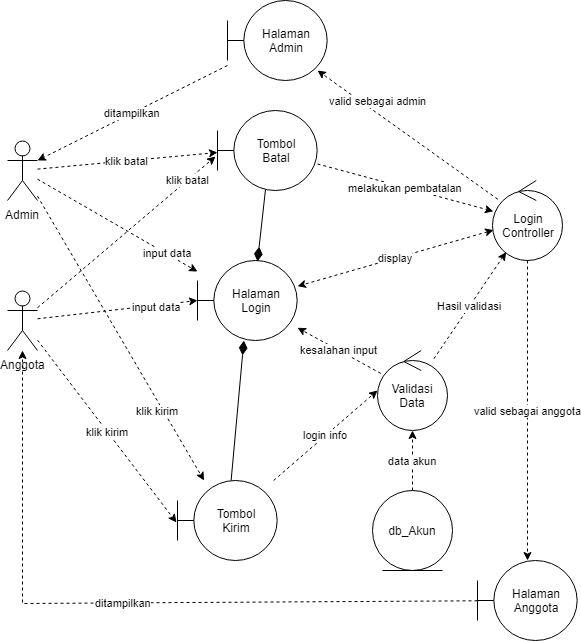 Halaman
Admin
valid sebagai admin
ditampilkan
Tombol
Batal
klik batal
klik batal
melakukan pembatalan
Admin
Login
Controller
input data
display
Halaman
Login
input data
Hasil validasi
kesalahan input
Anggota
Validasi
Data
klik kirim
valid sebagai anggota
klik kirim
login info
data akun
Tombol
Kirim
db_Akun
Halaman
Anggota
ditampilkan